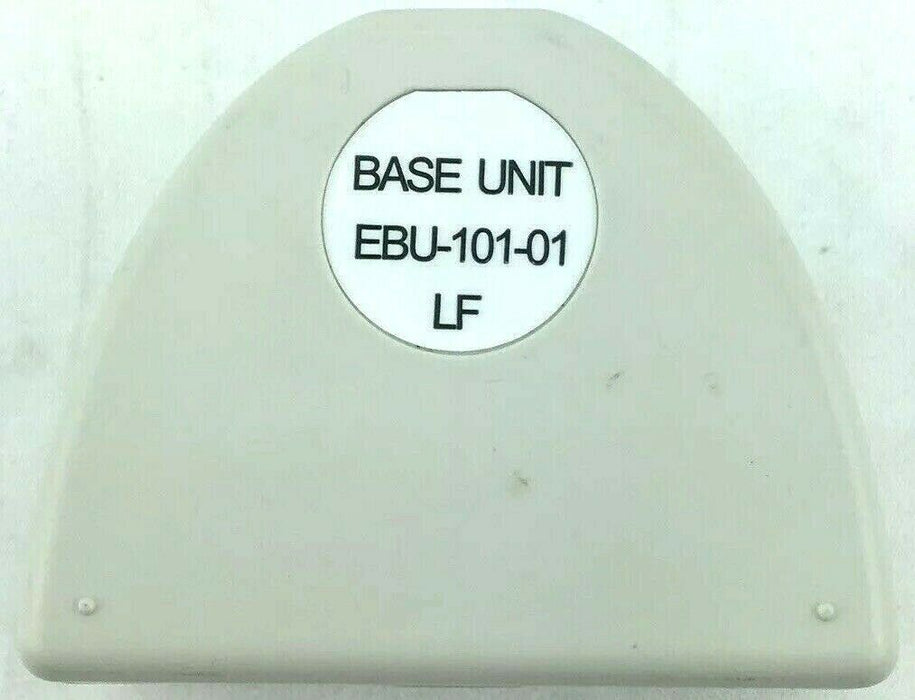 BASE UNIT
EBU-101-01
LF